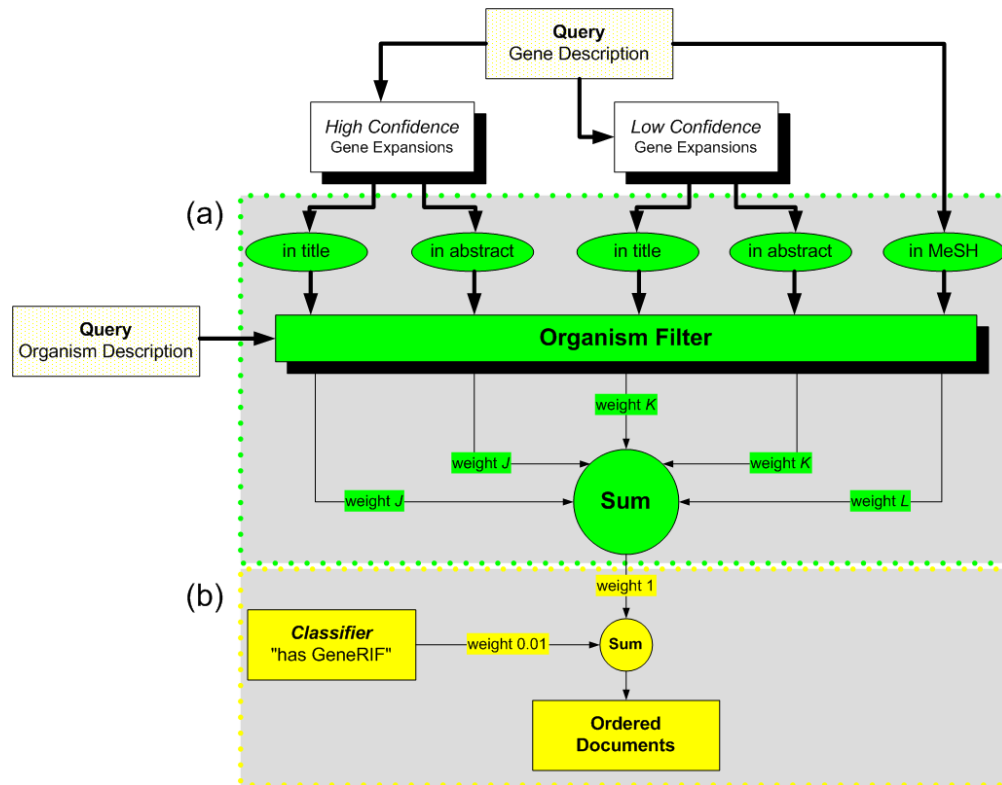 Query
Gene Description
High Confidence
Gene Expansions
Low Confidence
Gene Expansions
(a)
in title
in abstract
in title
in abstract
in MeSH
Query
Organism Description
Organism Filter
weight K
weight J
weight K
weight J
Sum
weight L
(b)
weight 1
Classifier
"has GeneRIF"
weight 0.01
Sum
Ordered
Documents